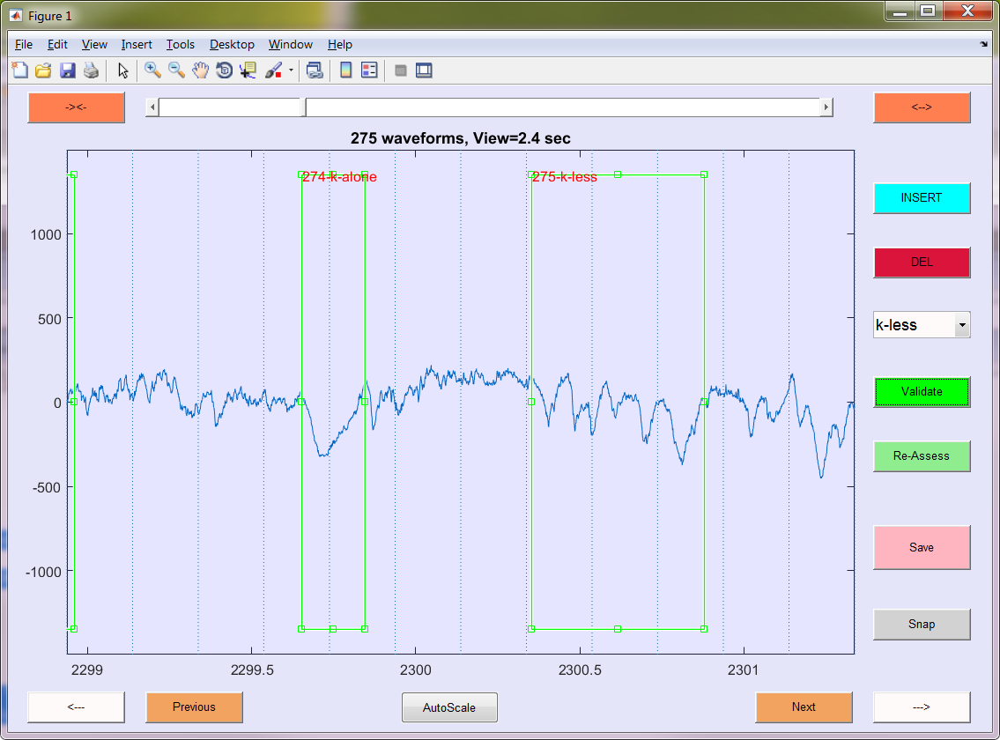 Figure 1
File Edit View Insert Tools Desktop Window Help
-><- <-->
275 waveforms, View=2.4 sec
274-k-alone 275-k-less
INSERT
1000
DEL
500
k-less
Validate
0
Re-Assess
-500
Save
-1000
Snap
2299 2299.5 2300 2300.5 2301
<--- Previous AutoScale Next --->